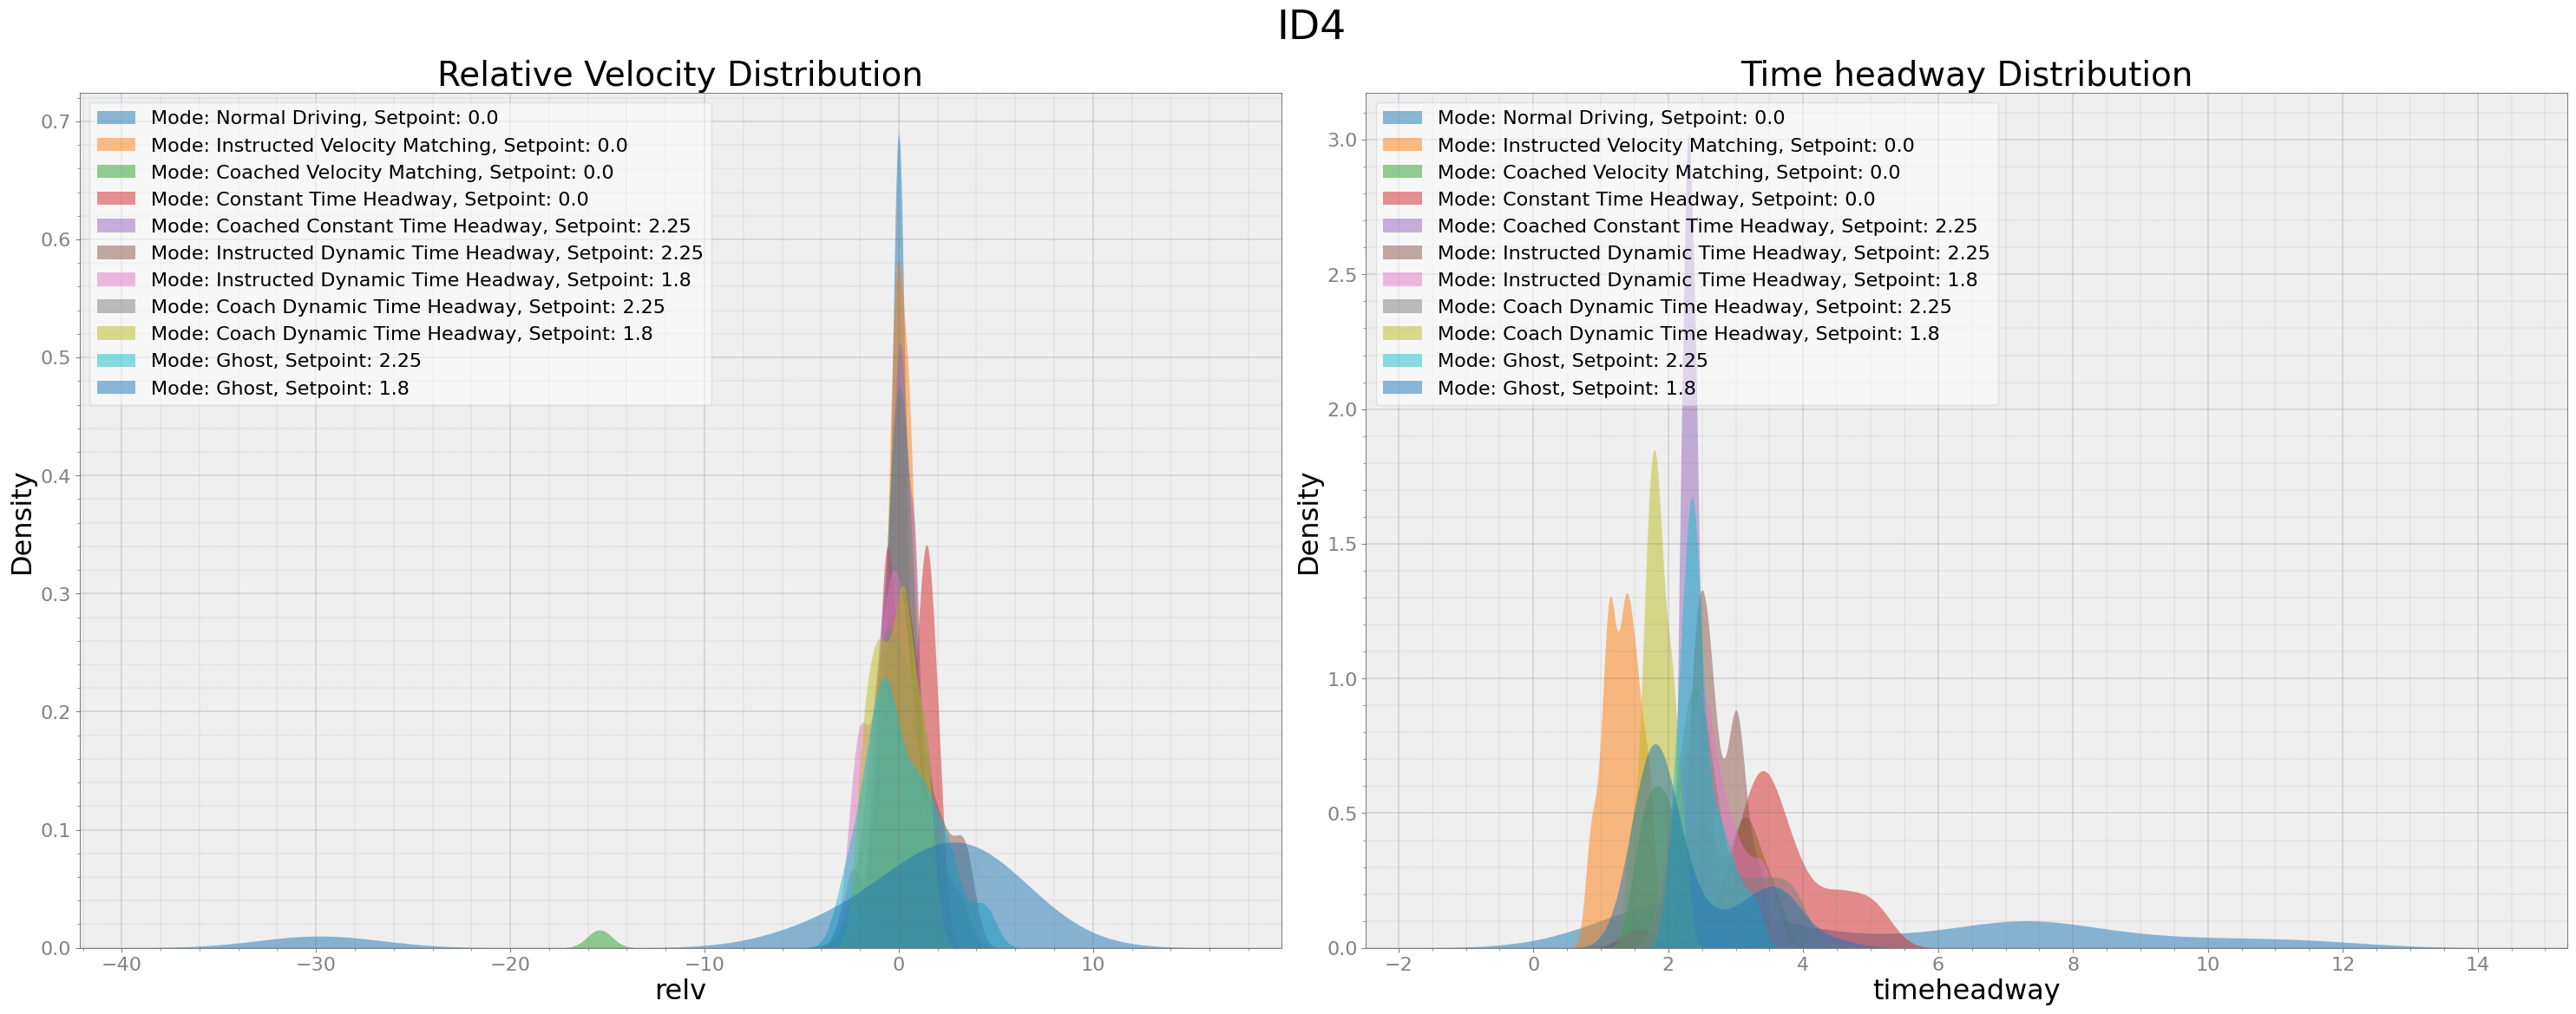 ID4
Relative Velocity Distribution
Mode: Normal Driving, Setpoint: 0.0
Mode: Instructed Velocity Matching, Setpoint: 0.0
Mode: Coached Velocity Matching, Setpoint: 0.0
Mode: Constant Time Headway, Setpoint: 0.0
Mode: Coached Constant Time Headway, Setpoint: 2.25
Mode: Instructed Dynamic Time Headway, Setpoint: 2.25
Mode: Instructed Dynamic Time Headway, Setpoint: 1.8
Mode: Coach Dynamic Time Headway, Setpoint: 2.25
Mode: Coach Dynamic Time Headway, Setpoint: 1.8
Mode: Ghost, Setpoint: 2.25
Mode: Ghost, Setpoint: 1.8
Density
0.7
0.6
0.5
0.4
0.3
0.2
0.1
0.0
−40 −30 −20 −10 0 10
relv
Time headway Distribution
Mode: Normal Driving, Setpoint: 0.0
Mode: Instructed Velocity Matching, Setpoint: 0.0
Mode: Coached Velocity Matching, Setpoint: 0.0
Mode: Constant Time Headway, Setpoint: 0.0
Mode: Coached Constant Time Headway, Setpoint: 2.25
Mode: Instructed Dynamic Time Headway, Setpoint: 2.25
Mode: Instructed Dynamic Time Headway, Setpoint: 1.8
Mode: Coach Dynamic Time Headway, Setpoint: 2.25
Mode: Coach Dynamic Time Headway, Setpoint: 1.8
Mode: Ghost, Setpoint: 2.25
Mode: Ghost, Setpoint: 1.8
Density
3.0
2.5
2.0
1.5
1.0
0.5
0.0
−2 0 2 4 6 8 10 12 14
timeheadway